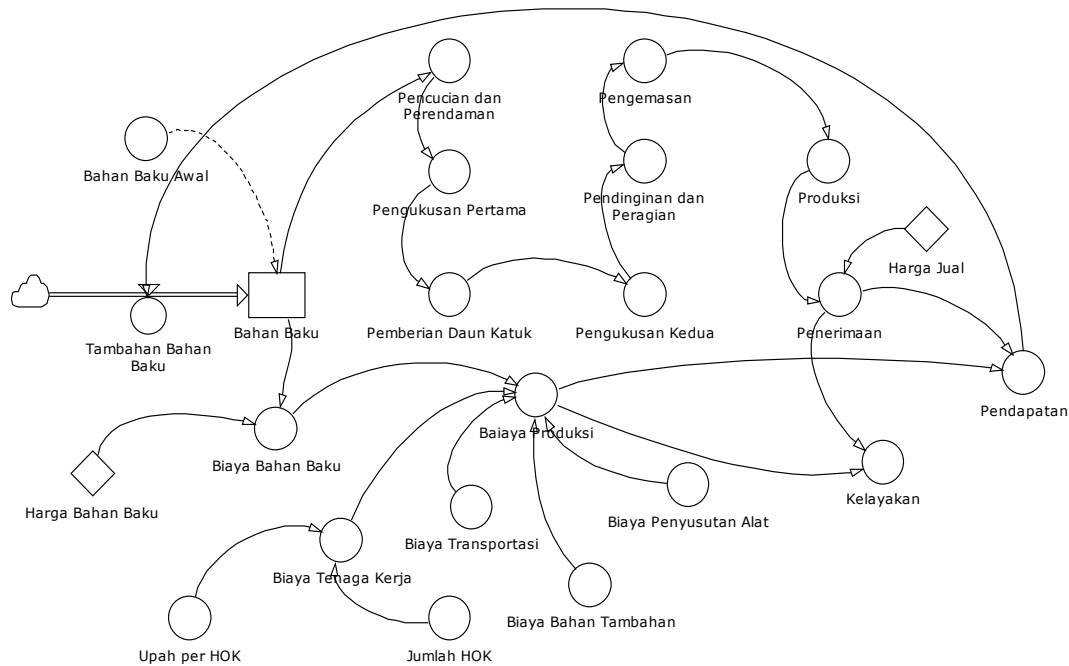 Pencucian dan
Perendaman
Pengemasan
Bahan Baku Awal
Pengukusan Pertama
Pendinginan dan
Peragian
Produksi
Harga Jual
Bahan Baku
Pemberian Daun Katuk
Pengukusan Kedua
Penerimaan
Tambahan Bahan
Baku
Pendapatan
Baiaya Produksi
Biaya Bahan Baku
Kelayakan
Harga Bahan Baku
Biaya Penyusutan Alat
Biaya Transportasi
Biaya Tenaga Kerja
Biaya Bahan Tambahan
Upah per HOK
Jumlah HOK